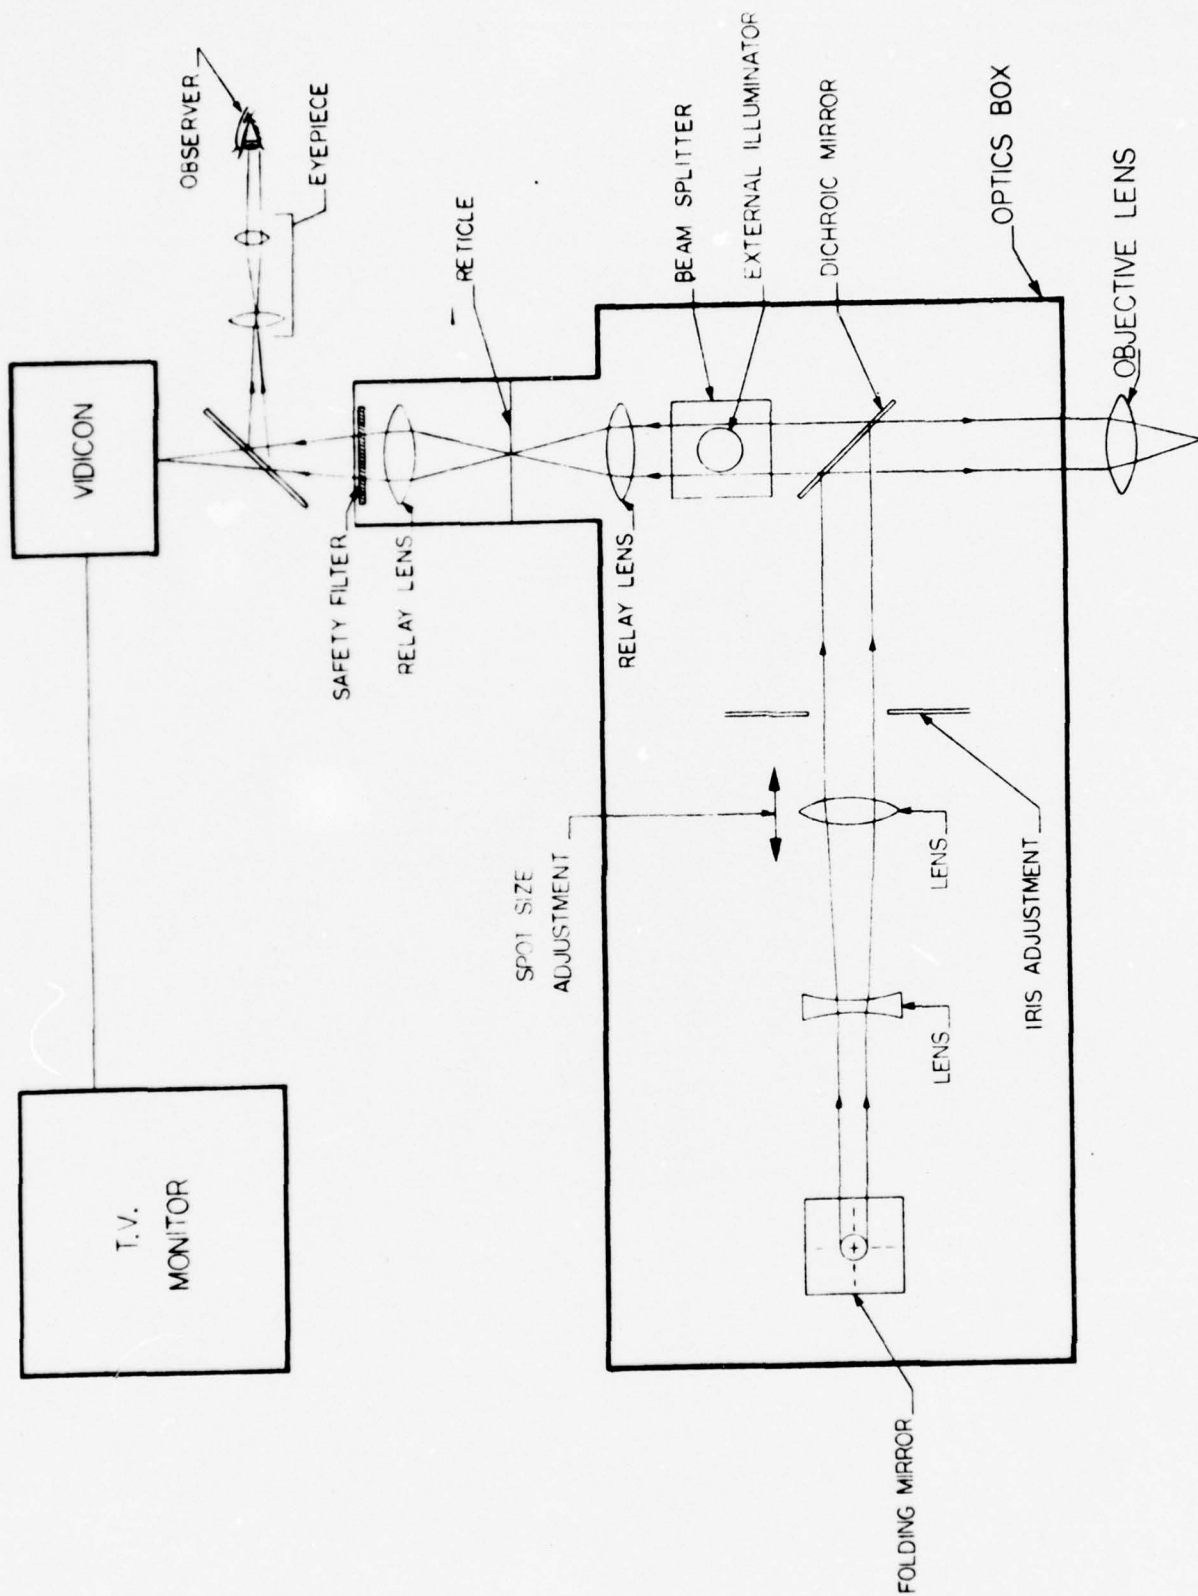 T.V.
MONITOR
VIDICON
OBSERVER
EYEPIECE
SAFETY FILTER
RELAY LENS
RETICLE
RELAY LENS
BEAM SPLITTER
EXTERNAL ILLUMINATOR
DICHROIC MIRROR
OPTICS BOX
OBJECTIVE LENS
SPOT SIZE
ADJUSTMENT
LENS
LENS
IRIS ADJUSTMENT
FOLDING MIRROR